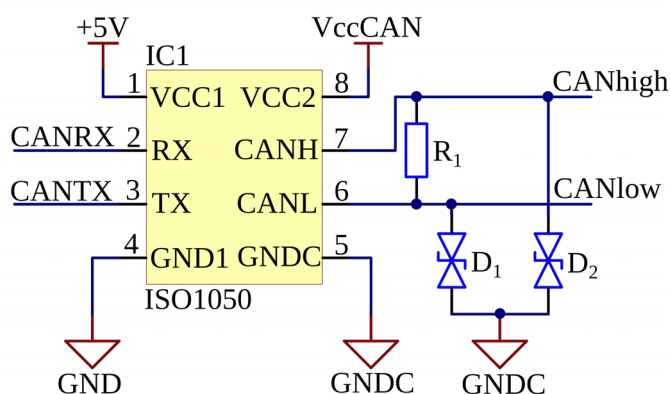 +5V
VccCAN
IC1
CANhigh
1
VCC1
VCC2
8
CANRX
2
RX
CANH
7
R1
CANTX
3
TX
CANL
6
CANlow
4
GND1
GNDC
5
D1
D2
ISO1050
GND
GNDC
GNDC